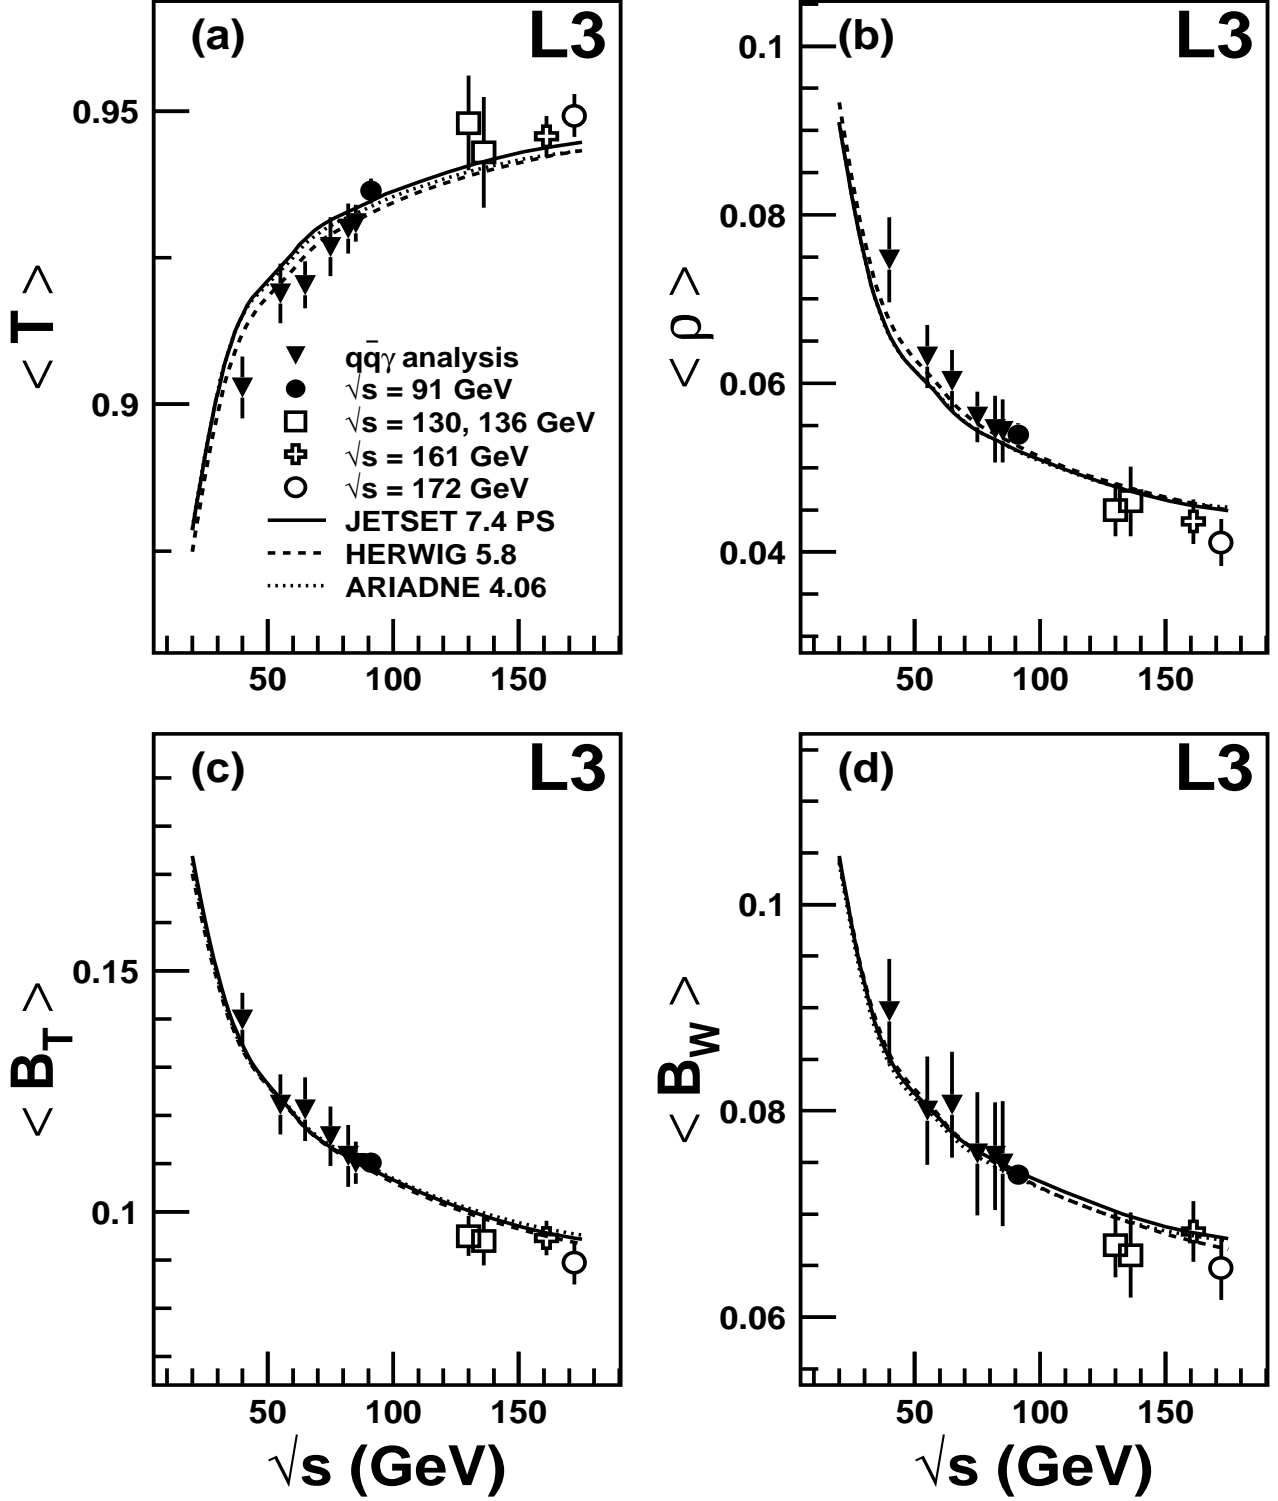 (a) L3
0.95
0.9
< T >
qq̄γ analysis
√s = 91 GeV
√s = 130, 136 GeV
√s = 161 GeV
√s = 172 GeV
JETSET 7.4 PS
HERWIG 5.8
ARIADNE 4.06
50 100 150
(b) L3
0.1
0.08
0.06
0.04
< ρ >
50 100 150
(c) L3
0.15
0.1
< B_T >
50 100 150
√s (GeV)
(d) L3
0.1
0.08
0.06
< B_W >
50 100 150
√s (GeV)